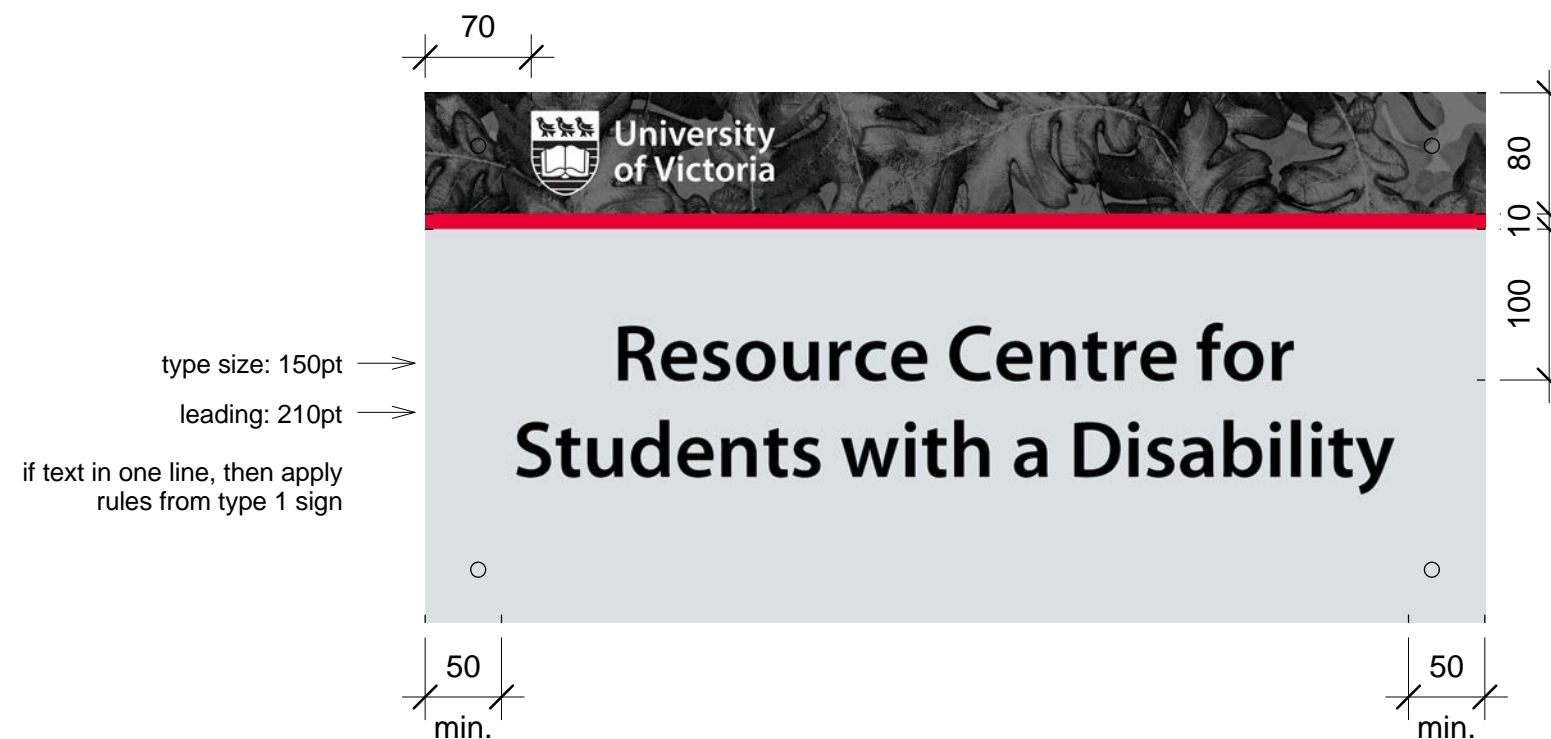 70
University
of Victoria
80
10
100
type size: 150pt
leading: 210pt
if text in one line, then apply
rules from type 1 sign
Resource Centre for
Students with a Disability
50
min.
50
min.